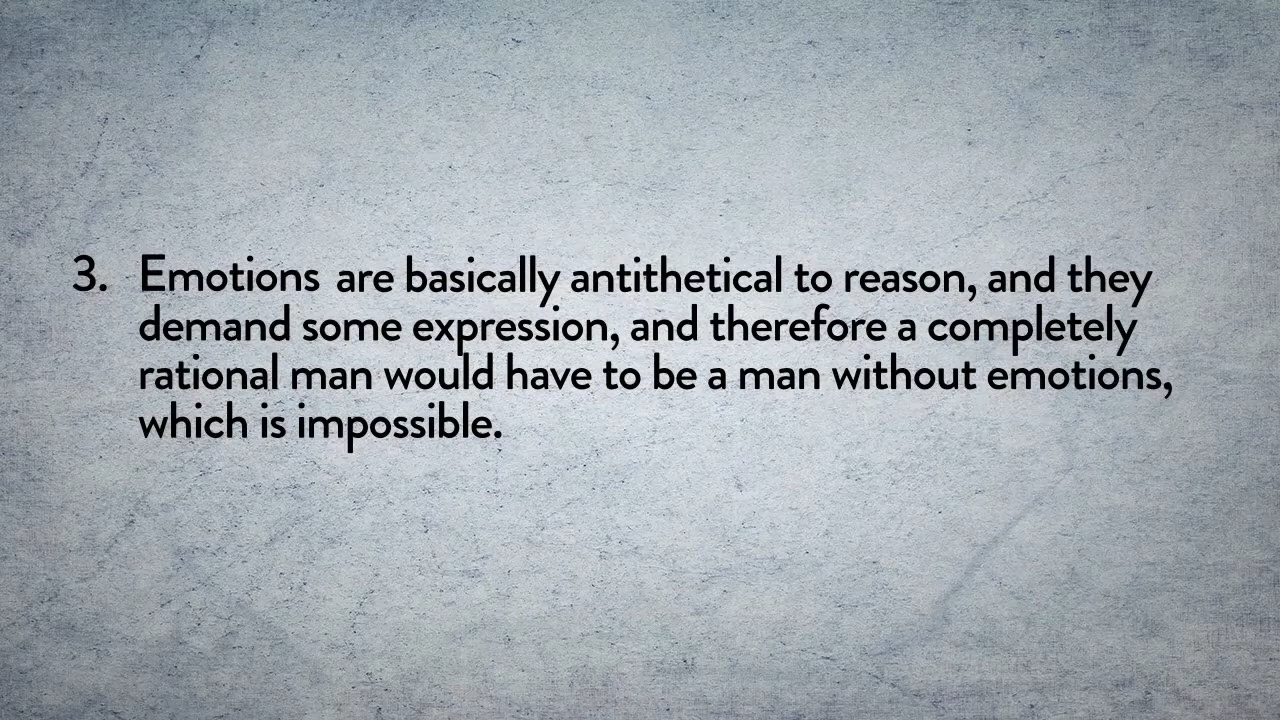 3. Emotions are basically antithetical to reason, and they
demand some expression, and therefore a completely
rational man would have to be a man without emotions,
which is impossible.